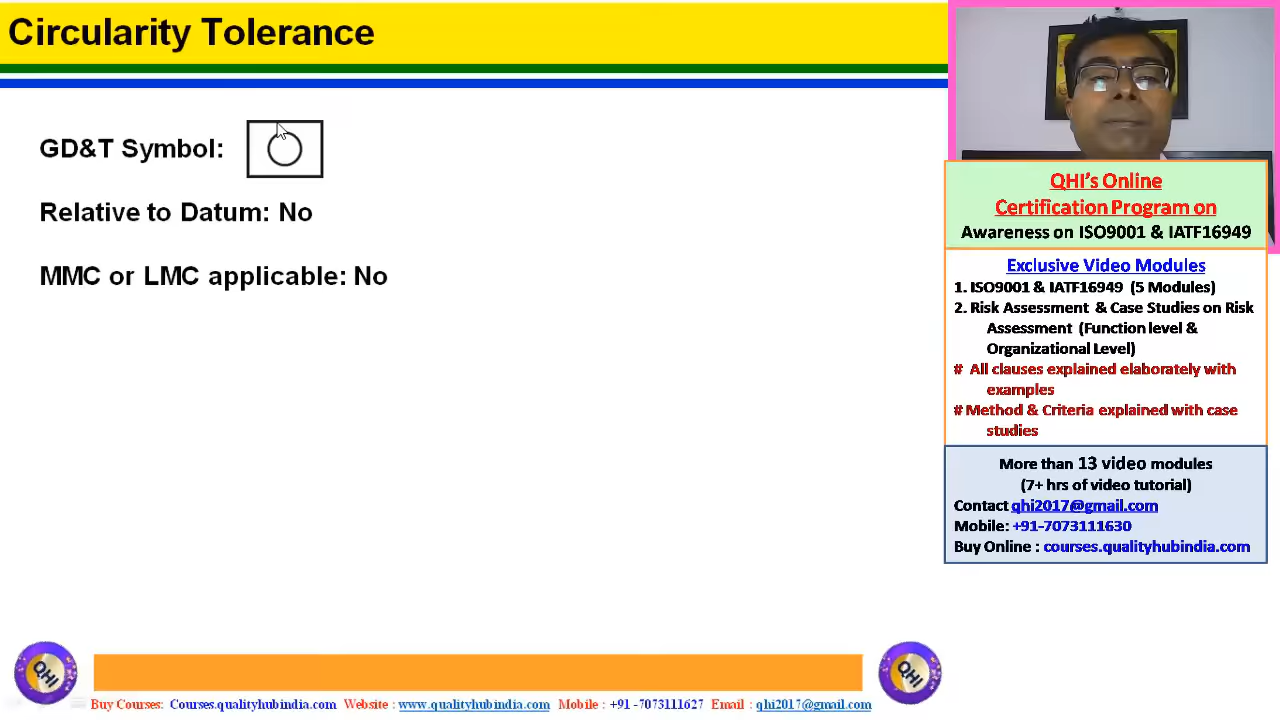 Circularity Tolerance
GD&T Symbol:
Relative to Datum: No
MMC or LMC applicable: No
QHI's Online
Certification Program on
Awareness on ISO9001 & IATF16949
Exclusive Video Modules
1. ISO9001 & IATF16949 (5 Modules)
2. Risk Assessment & Case Studies on Risk
Assessment (Function level &
Organizational Level)
# All clauses explained elaborately with
examples
# Method & Criteria explained with case
studies
More than 13 video modules
(7+ hrs of video tutorial)
Contact qhi2017@gmail.com
Mobile: +91-7073111630
Buy Online : courses.qualityhubindia.com
QHI
QHI
Buy Courses: Courses.qualityhubindia.com Website : www.qualityhubindia.com Mobile : +91 -7073111627 Email : qhi2017@gmail.com